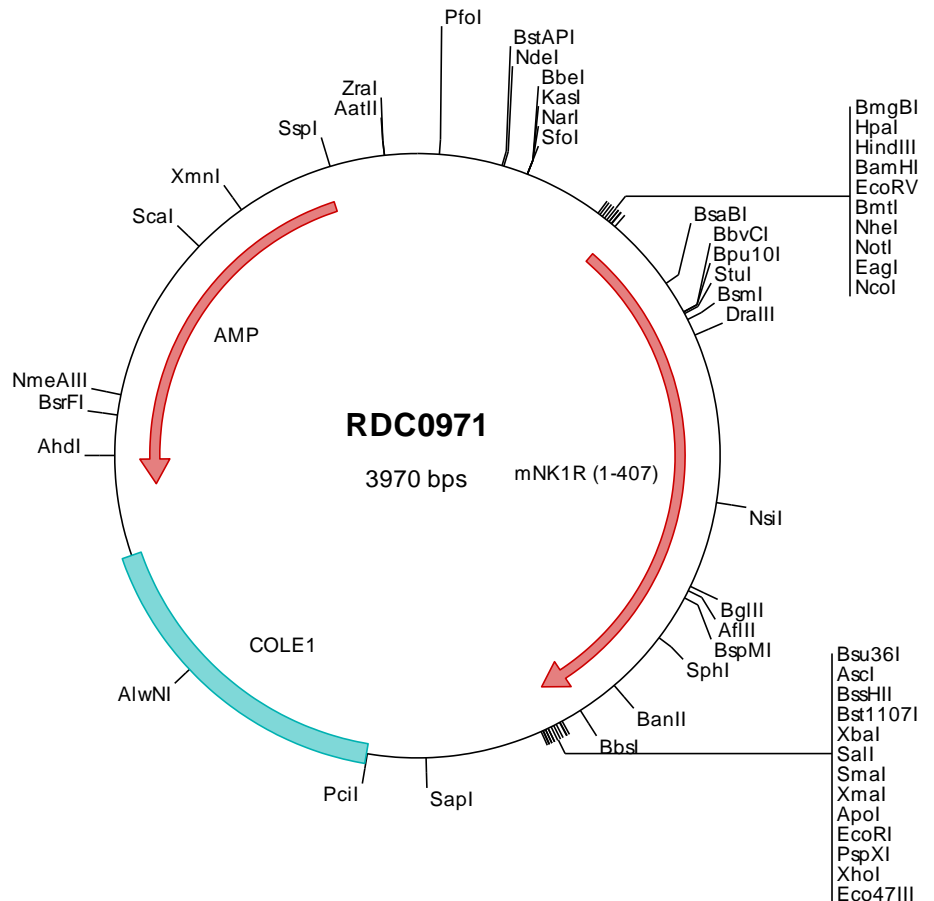 PfoI
BstAPI
NdeI
BbeI
KasI
NarI
SfoI
ZraI
AatII
SspI
XmnI
ScaI
BmgBI
HpaI
HindIII
BamHI
EcoRV
BmtI
NheI
NotI
EagI
NcoI
BsaBI
BbvCI
Bpu10I
StuI
BsmI
DraIII
AMP
NmeAIII
BsrFI
AhdI
RDC0971
3970 bps
mNK1R (1-407)
NsiI
BglII
AflII
BspMI
SphI
BanII
BbsI
COLE1
AlwNI
PciI
SapI
Bsu36I
AscI
BssHII
Bst1107I
XbaI
SalI
SmaI
XmaI
ApoI
EcoRI
PspXI
XhoI
Eco47III